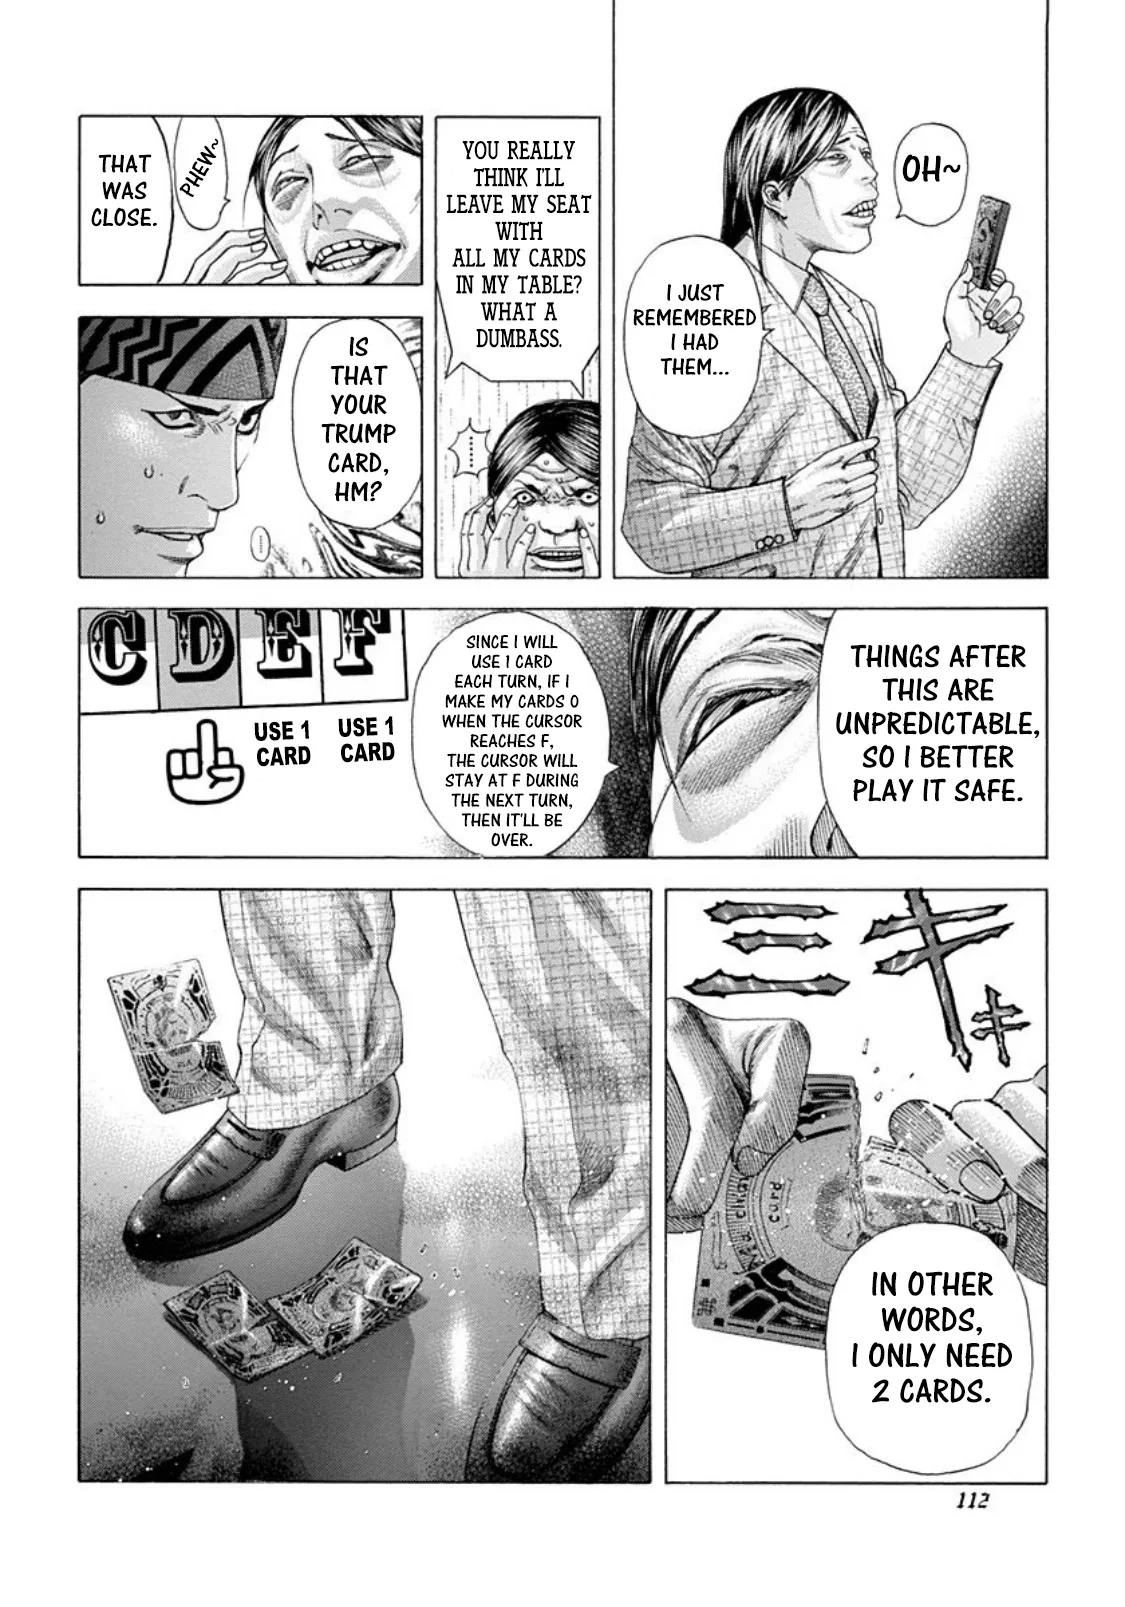 OH~
I JUST
REMEMBERED
I HAD
THEM...
YOU REALLY
THINK I'LL
LEAVE MY SEAT
WITH
ALL MY CARDS
IN MY TABLE?
WHAT A
DUMBASS.
........
PHEW~
THAT
WAS
CLOSE.
IS
THAT
YOUR
TRUMP
CARD,
HM?
......
THINGS AFTER
THIS ARE
UNPREDICTABLE,
SO I BETTER
PLAY IT SAFE.
SINCE I WILL
USE 1 CARD
EACH TURN, IF I
MAKE MY CARDS 0
WHEN THE CURSOR
REACHES F,
THE CURSOR WILL
STAY AT F DURING
THE NEXT TURN,
THEN IT'LL BE
OVER.
C D E F
USE 1
CARD
USE 1
CARD
ミキキ
curd
IN OTHER
WORDS,
I ONLY NEED
2 CARDS.
112